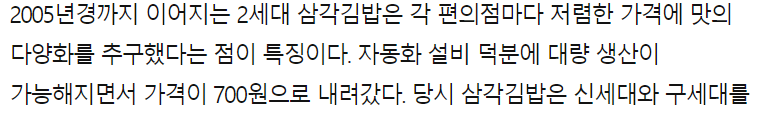 2005년경까지 이어지는 2세대 삼각김밥은 각 편의점마다 저렴한 가격에 맛의
다양화를 추구했다는 점이 특징이다. 자동화 설비 덕분에 대량 생산이
가능해지면서 가격이 700원으로 내려갔다. 당시 삼각김밥은 신세대와 구세대를